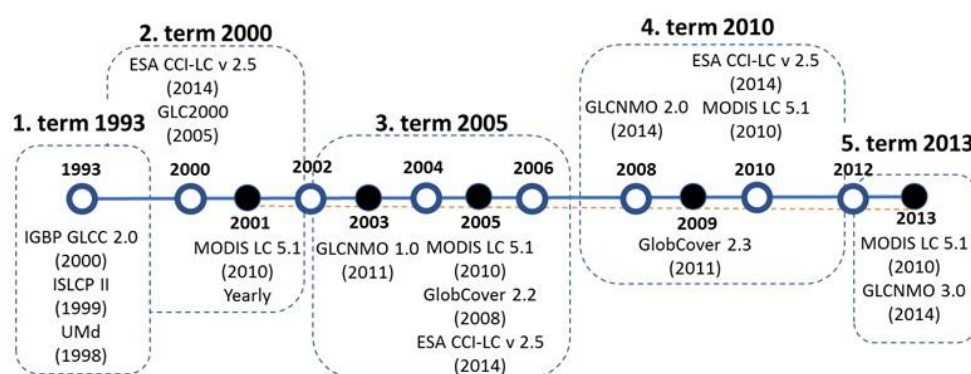 1. term 1993
1993
IGBP GLCC 2.0
(2000)
ISLCP II
(1999)
UMd
(1998)
2. term 2000
ESA CCI-LC v 2.5
(2014)
GLC2000
(2005)
2000
2001
MODIS LC 5.1
(2010)
Yearly
3. term 2005
2002
2003
GLCNMO 1.0
(2011)
2004
2005
MODIS LC 5.1
(2010)
GlobCover 2.2
(2008)
ESA CCI-LC v 2.5
(2014)
2006
4. term 2010
GLCNMO 2.0
(2014)
2008
ESA CCI-LC v 2.5
(2014)
MODIS LC 5.1
(2010)
2009
GlobCover 2.3
(2011)
2010
2012
5. term 2013
2013
MODIS LC 5.1
(2010)
GLCNMO 3.0
(2014)